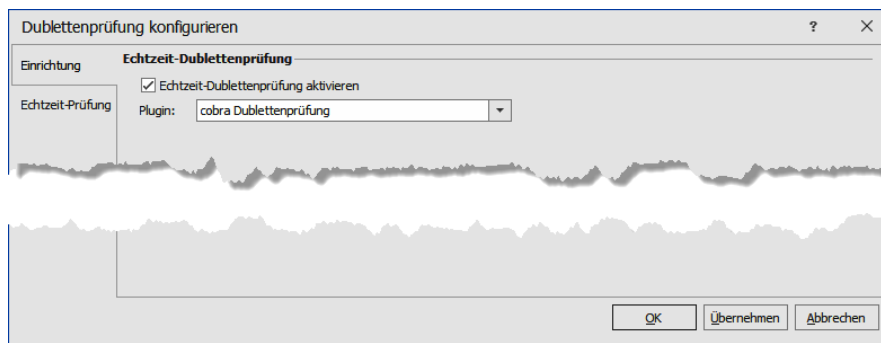 Dublettenprüfung konfigurieren ?
Einrichtung
Echtzeit-Prüfung
Echtzeit-Dublettenprüfung
Echtzeit-Dublettenprüfung aktivieren
Plugin: cobra Dublettenprüfung
OK Übernehmen Abbrechen